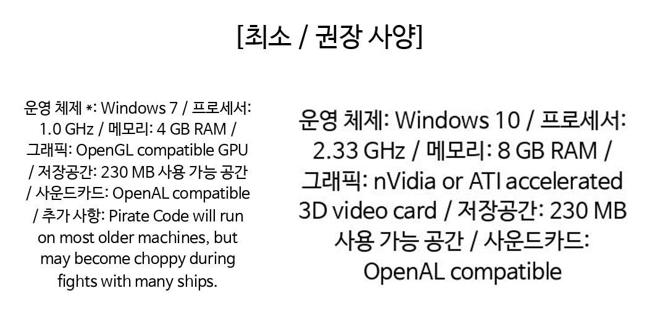 [최소 / 권장 사양]
운영 체제 *: Windows 7 / 프로세서:
1.0 GHz / 메모리: 4 GB RAM /
그래픽: OpenGL compatible GPU
/ 저장공간: 230 MB 사용 가능 공간
/ 사운드카드: OpenAL compatible
/ 추가 사항: Pirate Code will run
on most older machines, but
may become choppy during
fights with many ships.
운영 체제: Windows 10 / 프로세서:
2.33 GHz / 메모리: 8 GB RAM /
그래픽: nVidia or ATI accelerated
3D video card / 저장공간: 230 MB
사용 가능 공간 / 사운드카드:
OpenAL compatible